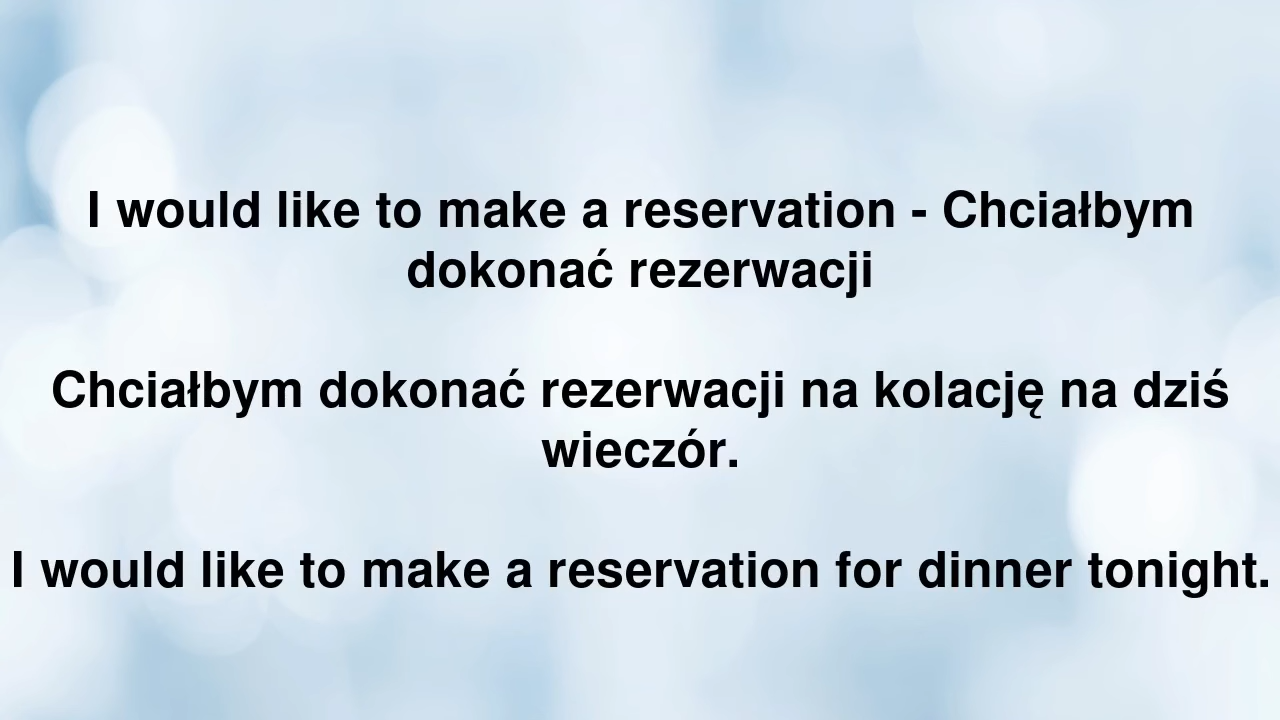 I would like to make a reservation - Chciałbym
dokonać rezerwacji
Chciałbym dokonać rezerwacji na kolację na dziś
wieczór.
I would like to make a reservation for dinner tonight.